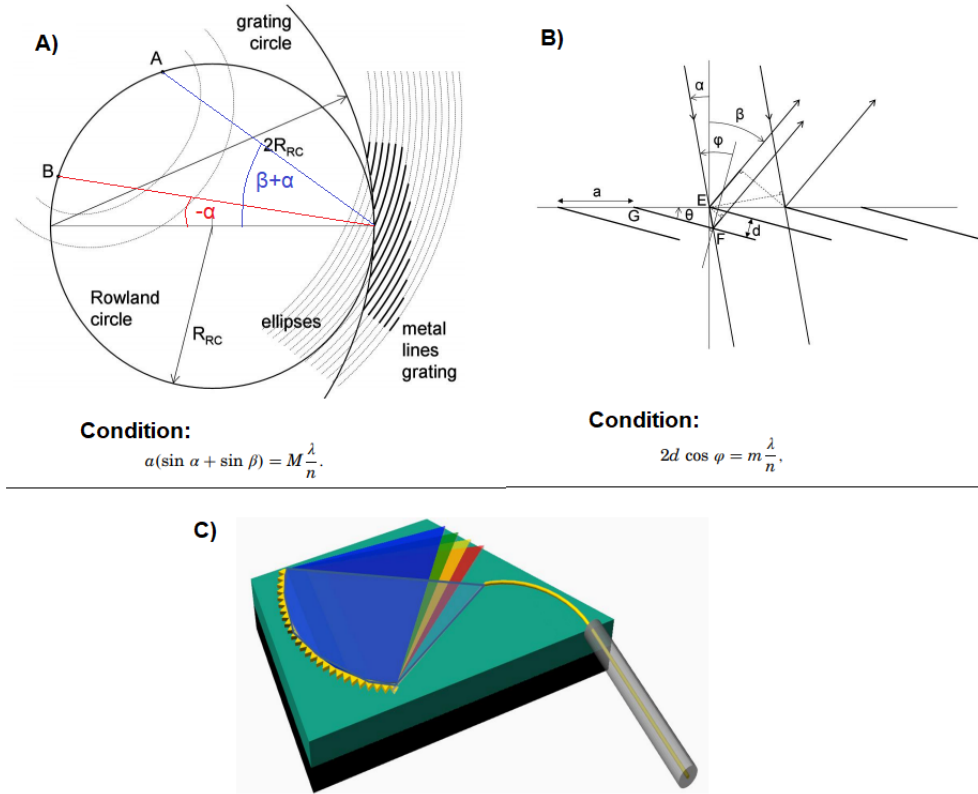 A)
grating
circle
A
2R_RC
B
β+α
-α
Rowland
circle
R_RC
ellipses
metal
lines
grating
Condition:
a(sin α + sin β) = M λ/n.
B)
α
β
φ
a
E
G
θ
d
F
Condition:
2d cos φ = m λ/n,
C)